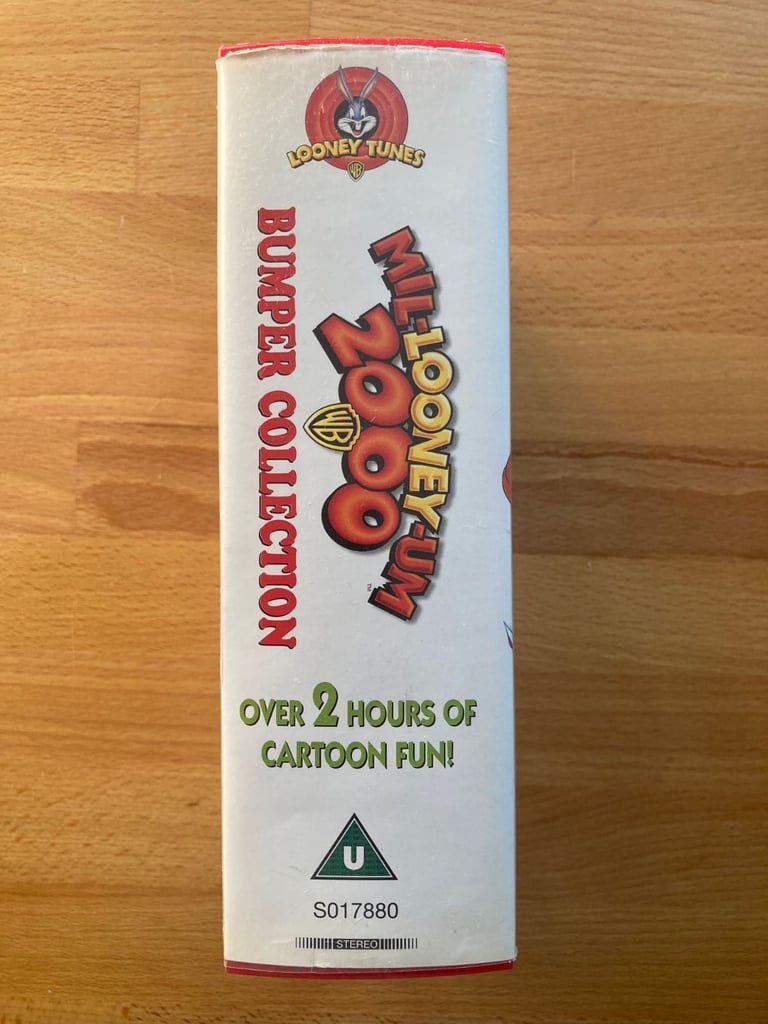 LOONEY TUNES
WB
MIL-LOONEY-UM
2000
WB
TM
BUMPER COLLECTION
OVER 2 HOURS OF
CARTOON FUN!
U
S017880
STEREO